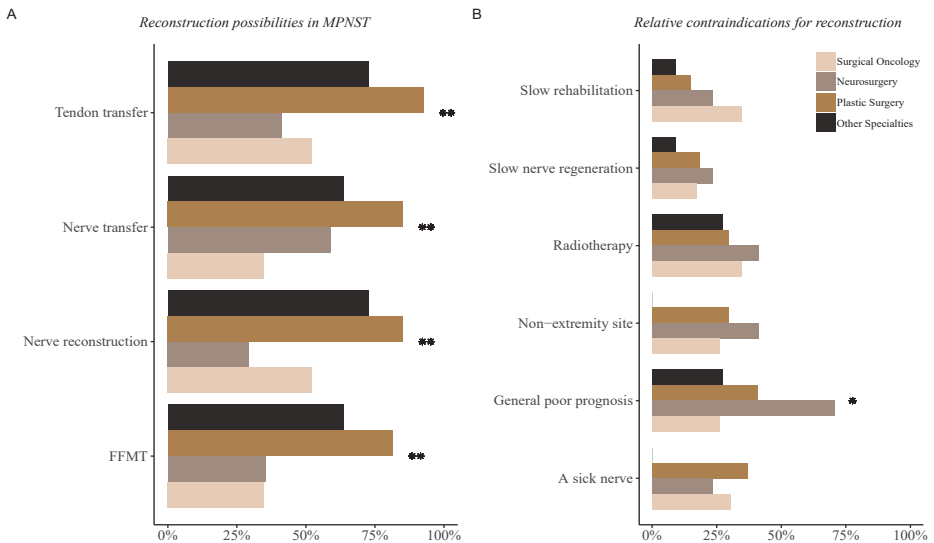 A
Reconstruction possibilities in MPNST
Tendon transfer
**
Nerve transfer
**
Nerve reconstruction
**
FFMT
**
0% 25% 50% 75% 100%
B
Relative contraindications for reconstruction
Surgical Oncology
Neurosurgery
Plastic Surgery
Other Specialties
Slow rehabilitation
Slow nerve regeneration
Radiotherapy
Non−extremity site
General poor prognosis
*
A sick nerve
0% 25% 50% 75% 100%